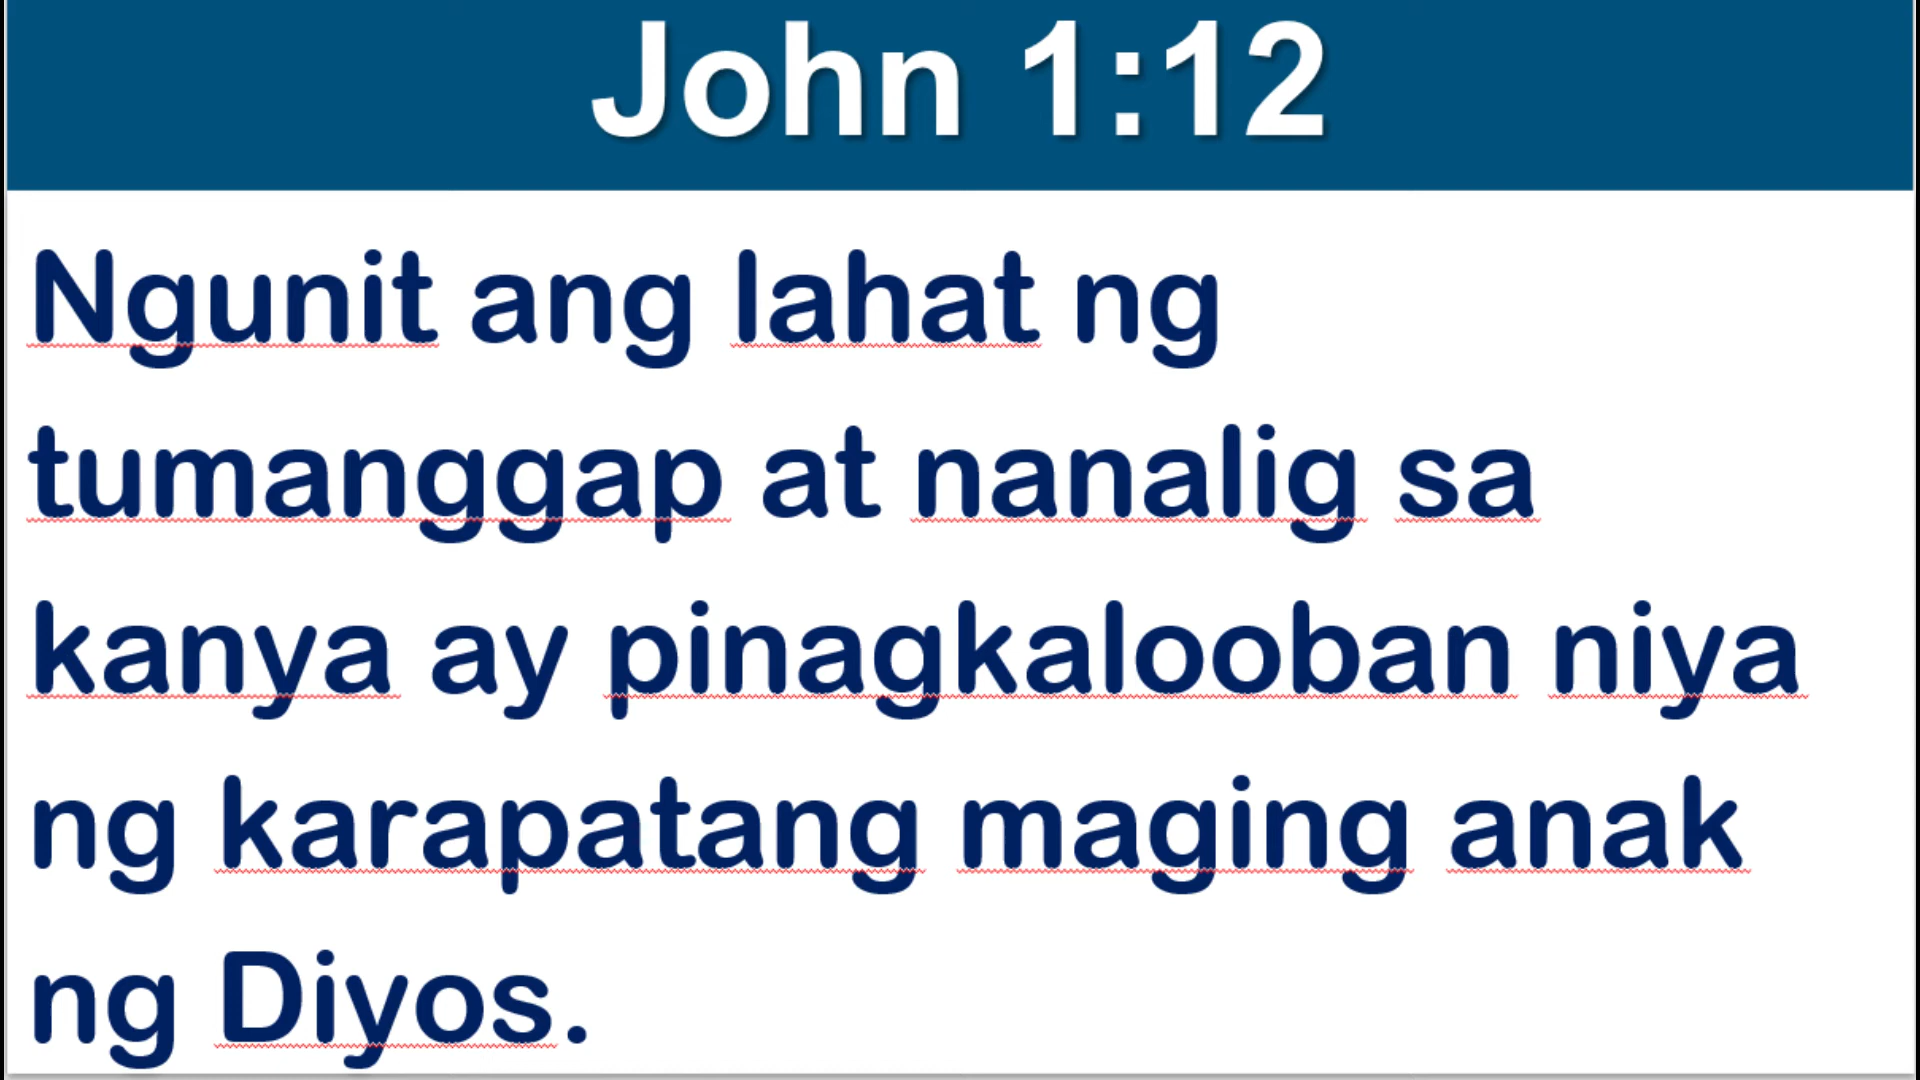 John 1:12
Ngunit ang lahat ng
tumanggap at nanalig sa
kanya ay pinagkalooban niya
ng karapatang maging anak
ng Diyos.